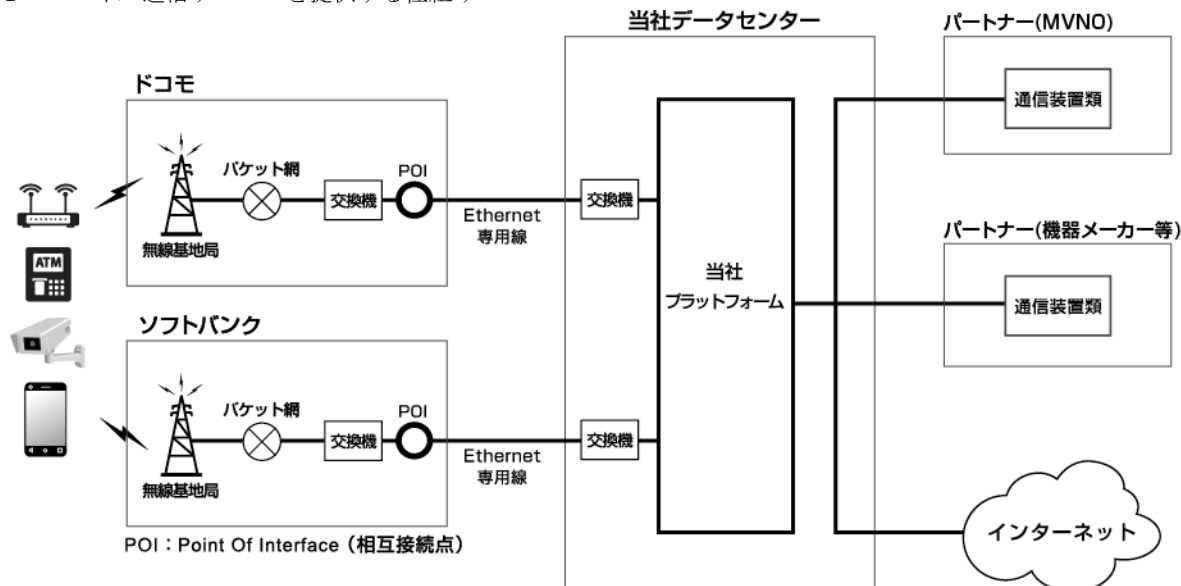 当社データセンター
パートナー(MVNO)
通信装置類
ドコモ
パケット網
POI
交換機
無線基地局
Ethernet
専用線
交換機
ATM
パートナー(機器メーカー等)
通信装置類
当社
プラットフォーム
ソフトバンク
パケット網
POI
交換機
無線基地局
Ethernet
専用線
交換機
インターネット
POI：Point Of Interface（相互接続点）